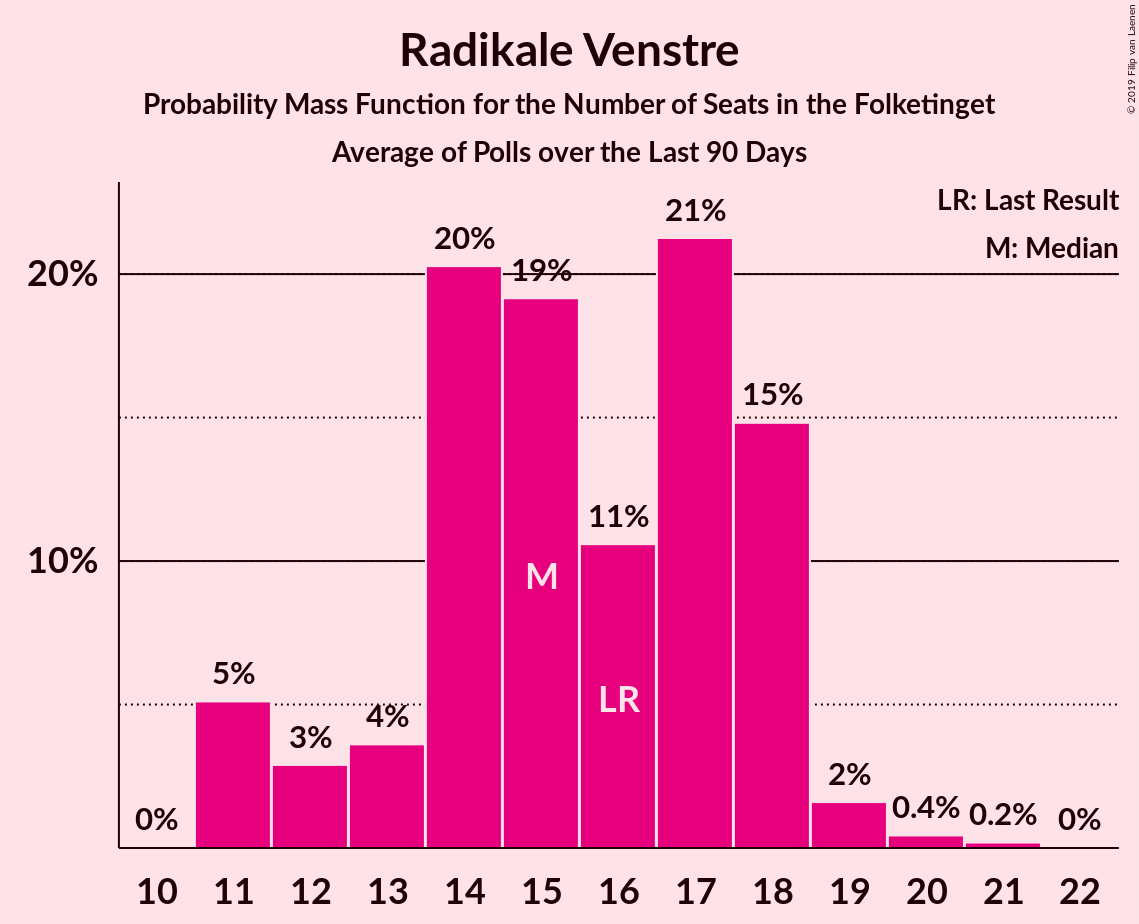 Radikale Venstre
Probability Mass Function for the Number of Seats in the Folketinget
Average of Polls over the Last 90 Days
© 2019 Filip van Laenen
LR: Last Result
M: Median
20%
10%
0%
5%
3%
4%
20%
19%
11%
21%
15%
2%
0.4%
0.2%
0%
M
LR
10 11 12 13 14 15 16 17 18 19 20 21 22